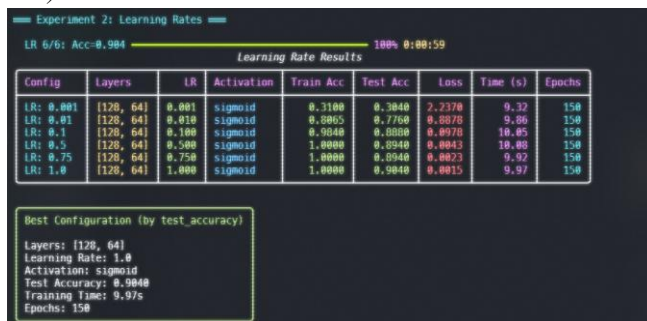 Experiment 2: Learning Rates
LR 6/6: Acc=0.904 100% 0:00:59
Learning Rate Results
Config Layers LR Activation Train Acc Test Acc Loss Time (s) Epochs
LR: 0.001 [128, 64] 0.001 sigmoid 0.3100 0.3040 2.2370 9.32 150
LR: 0.01 [128, 64] 0.010 sigmoid 0.8065 0.7760 0.8878 9.86 150
LR: 0.1 [128, 64] 0.100 sigmoid 0.9840 0.8880 0.0978 10.05 150
LR: 0.5 [128, 64] 0.500 sigmoid 1.0000 0.8940 0.0043 10.08 150
LR: 0.75 [128, 64] 0.750 sigmoid 1.0000 0.8940 0.0023 9.92 150
LR: 1.0 [128, 64] 1.000 sigmoid 1.0000 0.9040 0.0015 9.97 150
Best Configuration (by test_accuracy)
Layers: [128, 64]
Learning Rate: 1.0
Activation: sigmoid
Test Accuracy: 0.9040
Training Time: 9.97s
Epochs: 150